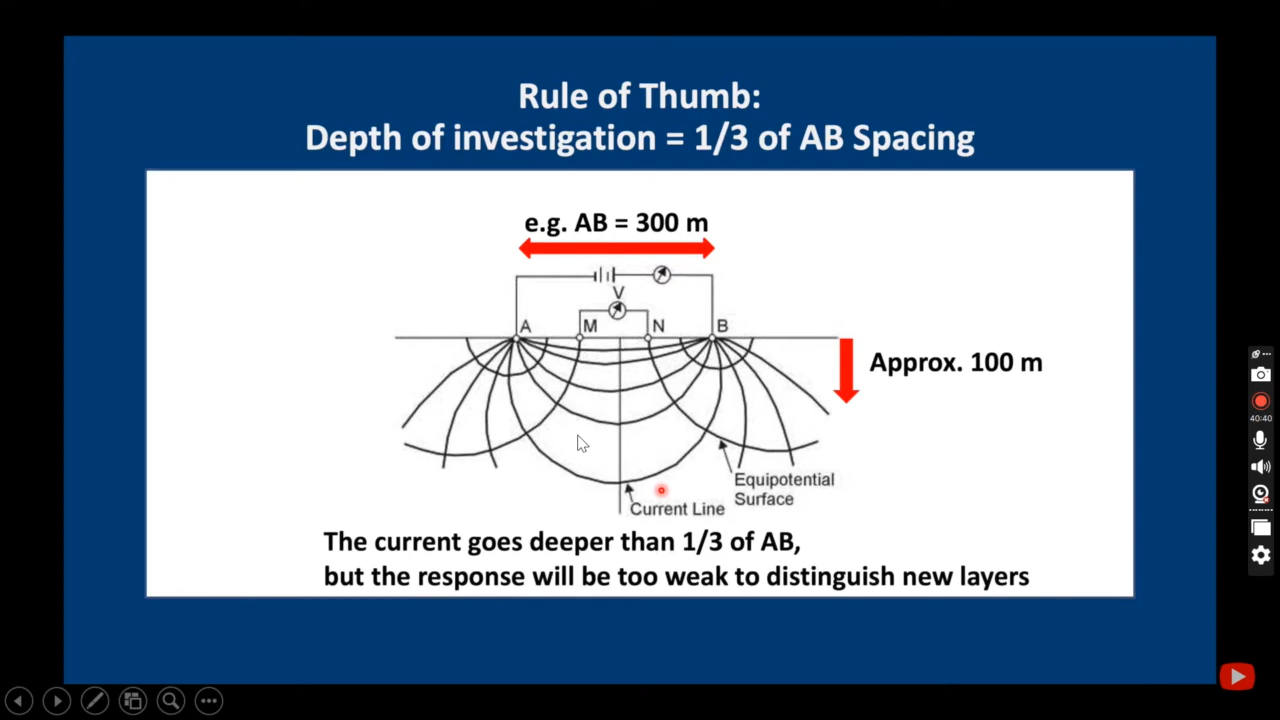 Rule of Thumb:
Depth of investigation = 1/3 of AB Spacing
e.g. AB = 300 m
V
A
M
N
B
Approx. 100 m
Equipotential
Surface
Current Line
The current goes deeper than 1/3 of AB,
but the response will be too weak to distinguish new layers
40:40